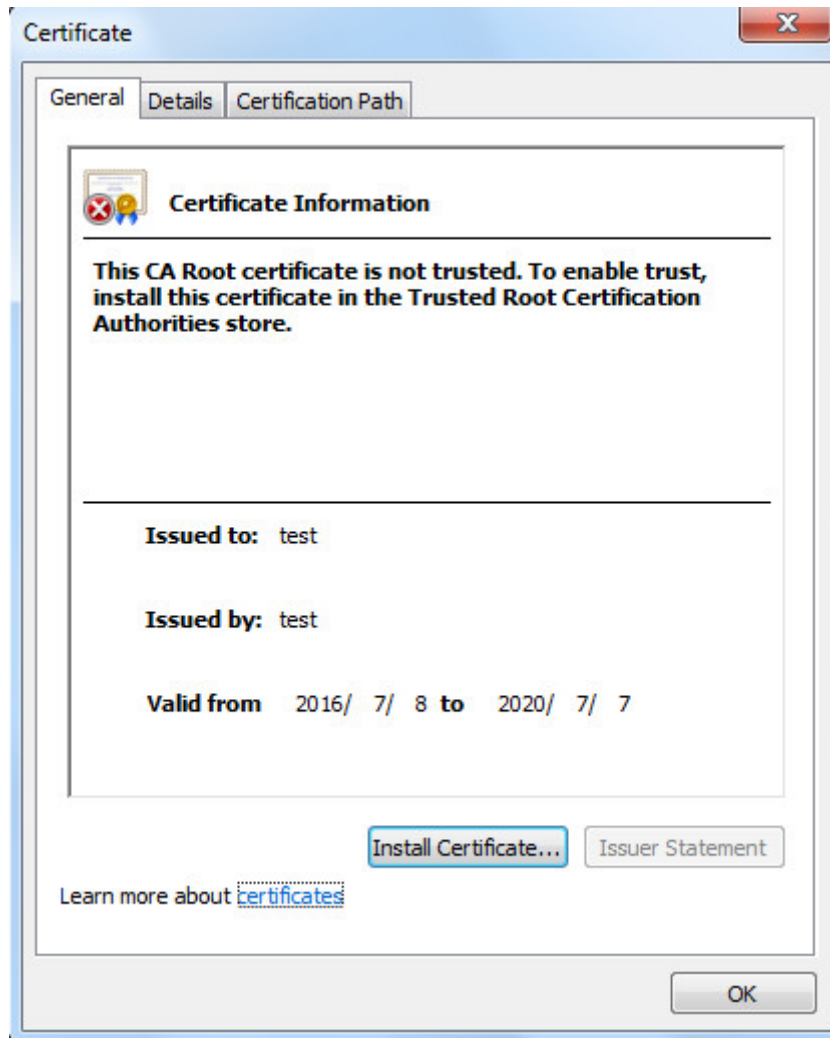 Certificate
General Details Certification Path
Certificate Information
This CA Root certificate is not trusted. To enable trust,
install this certificate in the Trusted Root Certification
Authorities store.
Issued to: test
Issued by: test
Valid from 2016/ 7/ 8 to 2020/ 7/ 7
Install Certificate... Issuer Statement
Learn more about certificates
OK